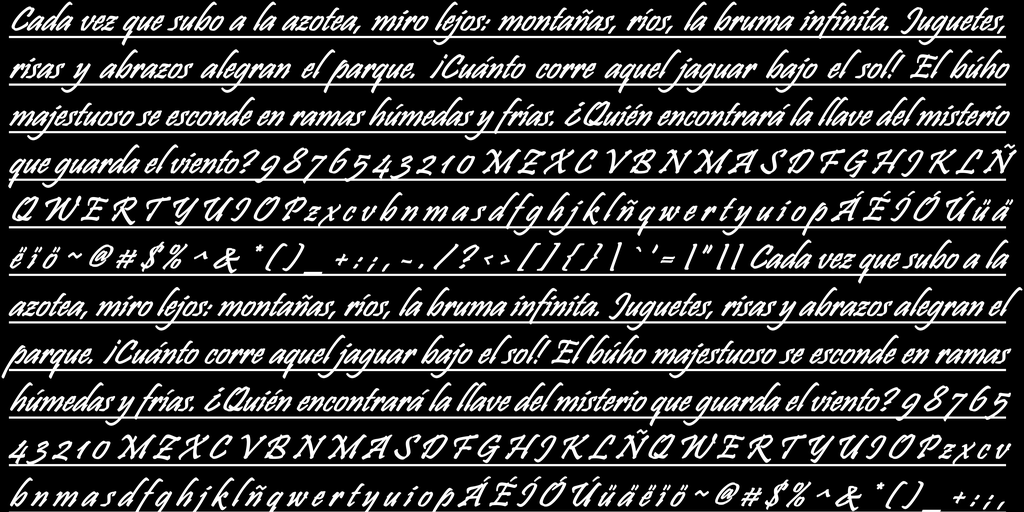 Cada vez que subo a la azotea, miro lejos: montañas, ríos, la bruma infinita. Juguetes,
risas y abrazos alegran el parque. ¡Cuánto corre aquel jaguar bajo el sol! El búho
majestuoso se esconde en ramas húmedas y frías. ¿Quién encontrará la llave del misterio
que guarda el viento? 9 8 7 6 5 4 3 2 1 0 M Z X C V B N M A S D F G H J K L Ñ
Q W E R T Y U I O P z x c v b n m a s d f g h j k l ñ q w e r t y u i o p Á É Í Ó Ú ü ä
ë ï ö ~ @ # $ % ^ & * ( ) _ + : ; , - . / ? < > [ ] { } | ` ' = | " | | Cada vez que subo a la
azotea, miro lejos: montañas, ríos, la bruma infinita. Juguetes, risas y abrazos alegran el
parque. ¡Cuánto corre aquel jaguar bajo el sol! El búho majestuoso se esconde en ramas
húmedas y frías. ¿Quién encontrará la llave del misterio que guarda el viento? 9 8 7 6 5
4 3 2 1 0 M Z X C V B N M A S D F G H J K L Ñ Q W E R T Y U I O P z x c v
b n m a s d f g h j k l ñ q w e r t y u i o p Á É Í Ó Ú ü ä ë ï ö ~ @ # $ % ^ & * ( ) _ + : ; ,